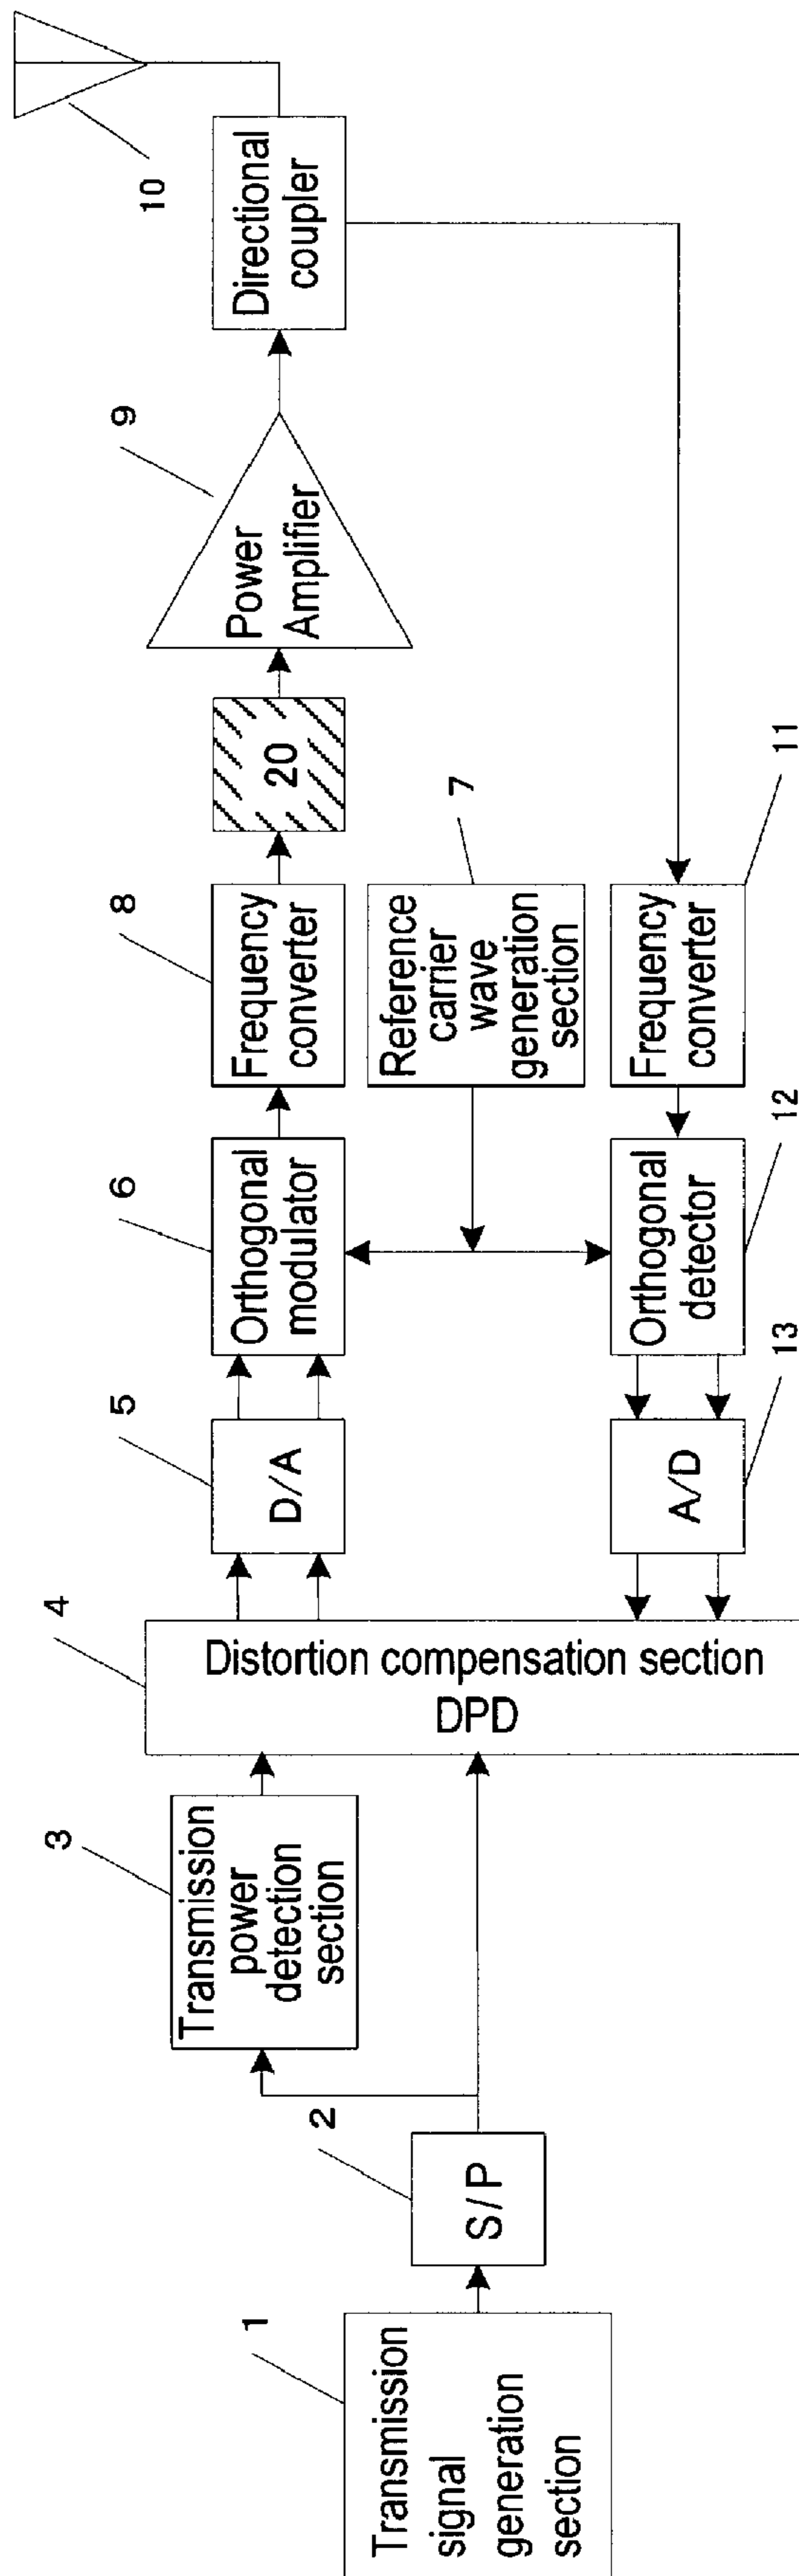 1
Transmission
signal
generation
section
2
S/P
3
Transmission
power
detection
section
4
Distortion compensation section
DPD
5
D/A
6
Orthogonal
modulator
8
Frequency
converter
20
9
Power
Amplifier
Directional
coupler
10
7
Reference
carrier
wave
generation
section
11
Frequency
converter
12
Orthogonal
detector
13
A/D